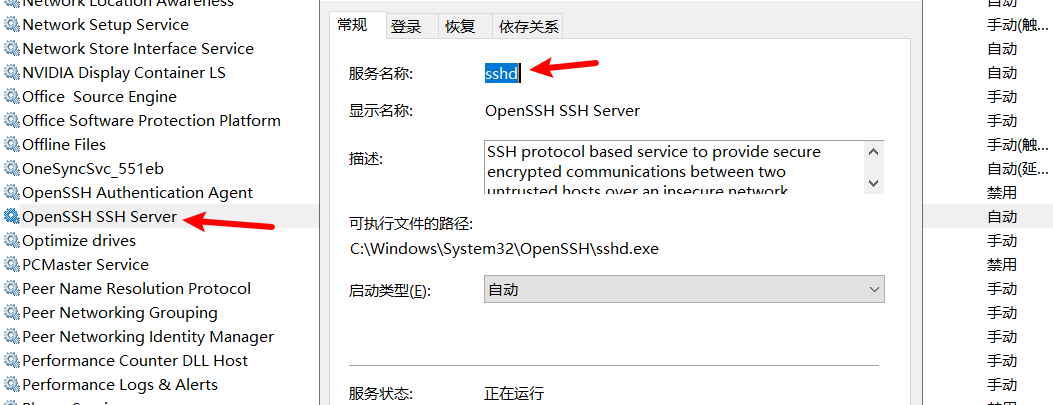 Network Location Awareness
Network Setup Service
Network Store Interface Service
NVIDIA Display Container LS
Office  Source Engine
Office Software Protection Platform
Offline Files
OneSyncSvc_551eb
OpenSSH Authentication Agent
OpenSSH SSH Server
Optimize drives
PCMaster Service
Peer Name Resolution Protocol
Peer Networking Grouping
Peer Networking Identity Manager
Performance Counter DLL Host
Performance Logs & Alerts
常规 登录 恢复 依存关系
服务名称: sshd
显示名称: OpenSSH SSH Server
描述: SSH protocol based service to provide secure
encrypted communications between two
untrusted hosts over an insecure network
可执行文件的路径:
C:\Windows\System32\OpenSSH\sshd.exe
启动类型(E): 自动
服务状态: 正在运行
自动
手动(触...
自动
自动
手动
手动
手动(触...
自动(延...
禁用
自动
手动
禁用
手动
手动
手动
手动
手动